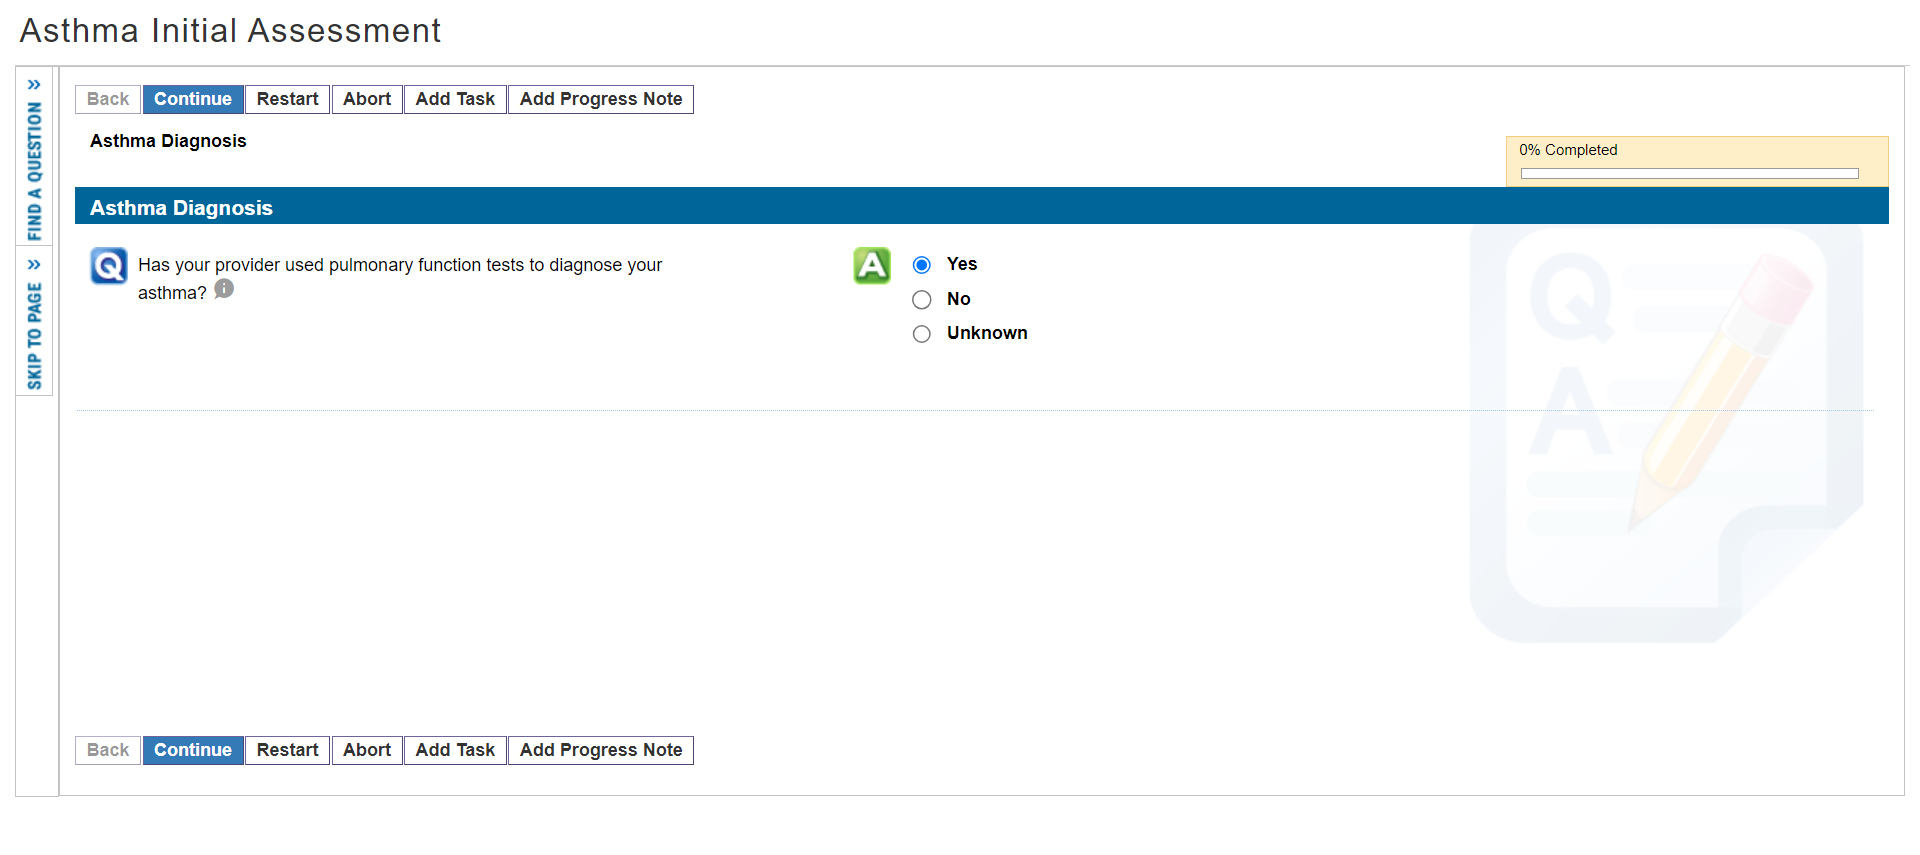 Asthma Initial Assessment
» FIND A QUESTION
» SKIP TO PAGE
Back Continue Restart Abort Add Task Add Progress Note
Asthma Diagnosis
0% Completed
Asthma Diagnosis
Q Has your provider used pulmonary function tests to diagnose your
asthma? i
A Yes
No
Unknown
Q
A
Back Continue Restart Abort Add Task Add Progress Note